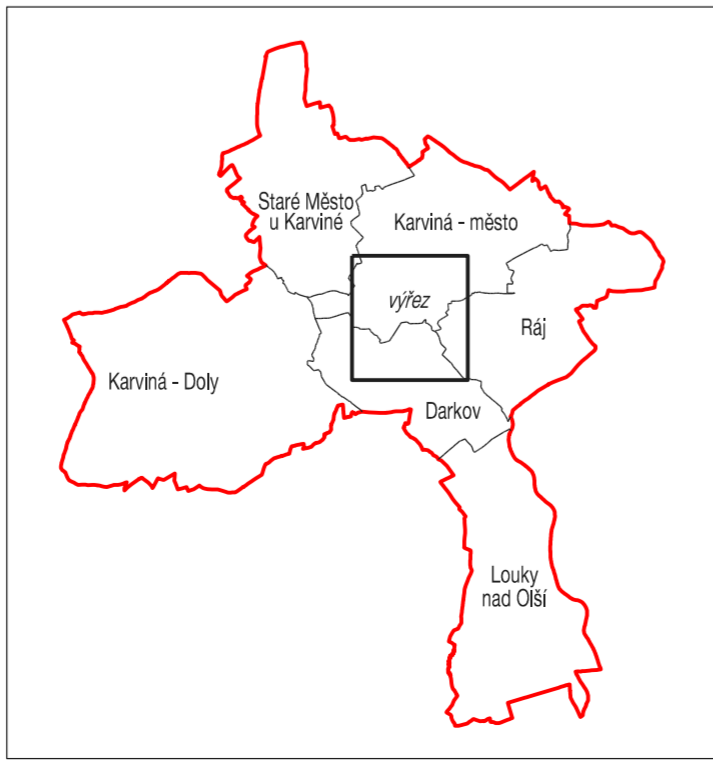 Staré Město
u Karviné
Karviná - město
výřez
Ráj
Karviná - Doly
Darkov
Louky
nad Olší